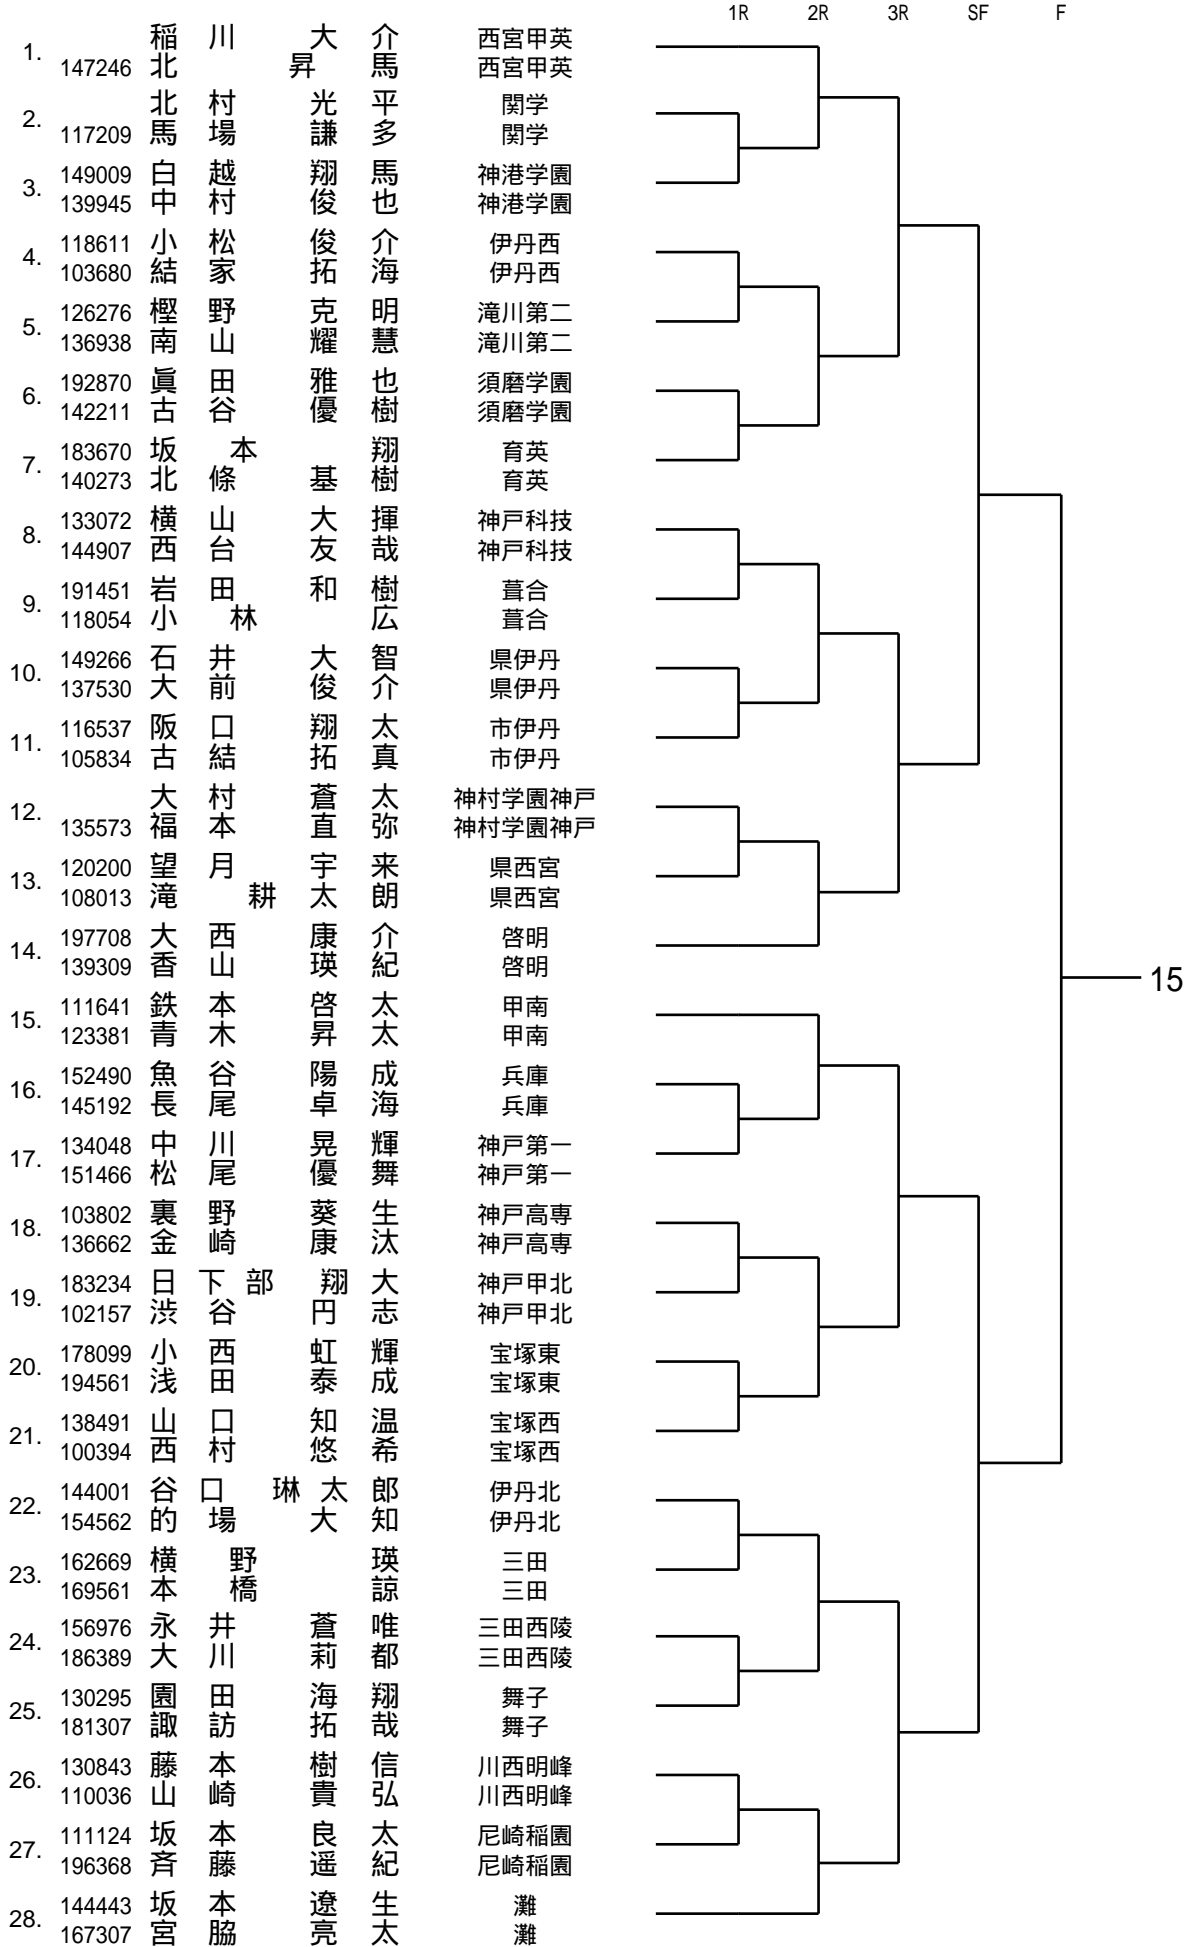 1R 2R 3R SF F
1. 稲川 大介 西宮甲英
147246 北 昇馬 西宮甲英
2. 北村 光平 関学
117209 馬場 謙多 関学
3. 149009 白越 翔馬 神港学園
139945 中村 俊也 神港学園
4. 118611 小松 俊介 伊丹西
103680 結家 拓海 伊丹西
5. 126276 樫野 克明 滝川第二
136938 南山 耀慧 滝川第二
6. 192870 眞田 雅也 須磨学園
142211 古谷 優樹 須磨学園
7. 183670 坂本 翔 育英
140273 北條 基樹 育英
8. 133072 横山 大揮 神戸科技
144907 西台 友哉 神戸科技
9. 191451 岩田 和樹 葺合
118054 小林 広 葺合
10. 149266 石井 大智 県伊丹
137530 大前 俊介 県伊丹
11. 116537 阪口 翔太 市伊丹
105834 古結 拓真 市伊丹
12. 大村 蒼太 神村学園神戸
135573 福本 直弥 神村学園神戸
13. 120200 望月 宇来 県西宮
108013 滝 耕太朗 県西宮
14. 197708 大西 康介 啓明
139309 香山 瑛紀 啓明
15
15. 111641 鉄本 啓太 甲南
123381 青木 昇太 甲南
16. 152490 魚谷 陽成 兵庫
145192 長尾 卓海 兵庫
17. 134048 中川 晃輝 神戸第一
151466 松尾 優舞 神戸第一
18. 103802 裏野 葵生 神戸高専
136662 金崎 康汰 神戸高専
19. 183234 日下部 翔大 神戸甲北
102157 渋谷 円志 神戸甲北
20. 178099 小西 虹輝 宝塚東
194561 浅田 泰成 宝塚東
21. 138491 山口 知温 宝塚西
100394 西村 悠希 宝塚西
22. 144001 谷口 琳太郎 伊丹北
154562 的場 大知 伊丹北
23. 162669 横野 瑛 三田
169561 本橋 諒 三田
24. 156976 永井 蒼唯 三田西陵
186389 大川 莉都 三田西陵
25. 130295 園田 海翔 舞子
181307 諏訪 拓哉 舞子
26. 130843 藤本 樹信 川西明峰
110036 山崎 貴弘 川西明峰
27. 111124 坂本 良太 尼崎稲園
196368 斉藤 遥紀 尼崎稲園
28. 144443 坂本 遼生 灘
167307 宮脇 亮太 灘